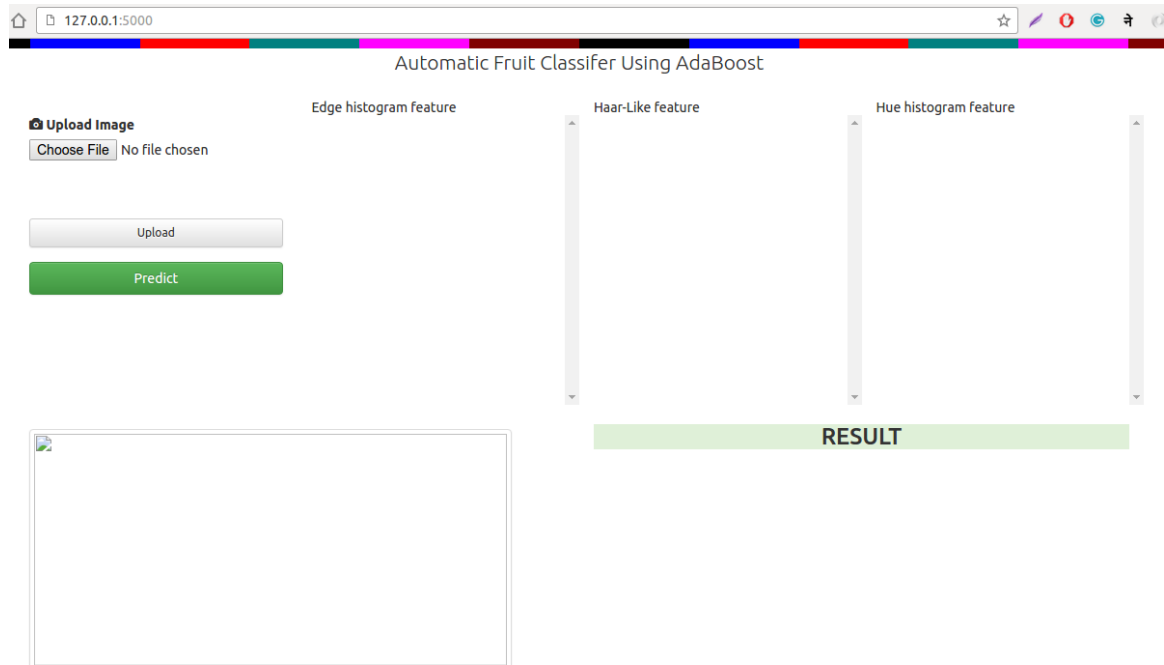 127.0.0.1:5000
ने
Automatic Fruit Classifer Using AdaBoost
Edge histogram feature
Haar-Like feature
Hue histogram feature
Upload Image
Choose File No file chosen
Upload
Predict
RESULT